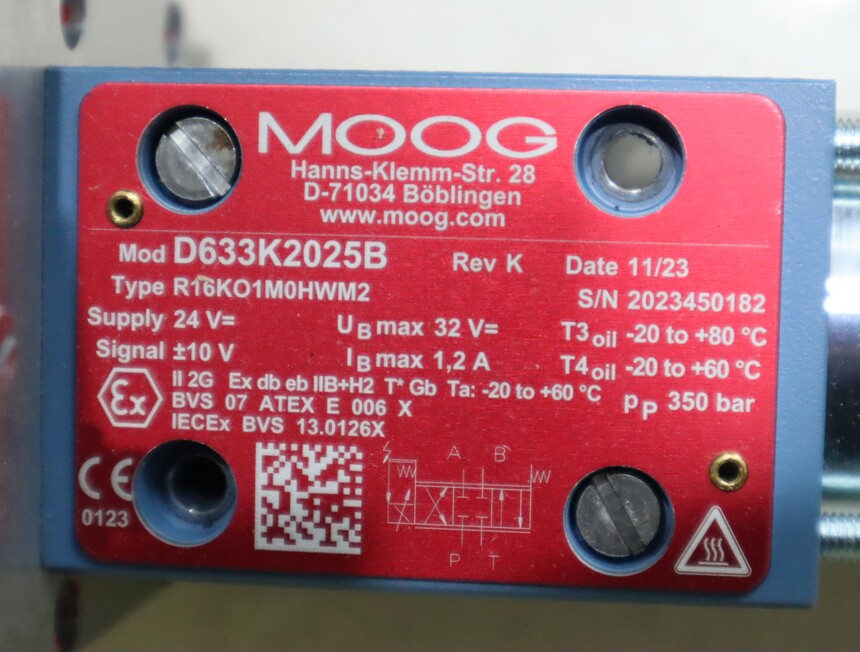 MOOG
Hanns-Klemm-Str. 28
D-71034 Böblingen
www.moog.com
Mod D633K2025B Rev K Date 11/23
Type R16KO1M0HWM2 S/N 2023450182
Supply 24 V= UB max 32 V= T3oil -20 to +80 °C
Signal ±10 V IB max 1,2 A T4oil -20 to +60 °C
Ex II 2G Ex db eb IIB+H2 T* Gb Ta: -20 to +60 °C
BVS 07 ATEX E 006 X pP 350 bar
IECEx BVS 13.0126X
CE
0123
A B
P T